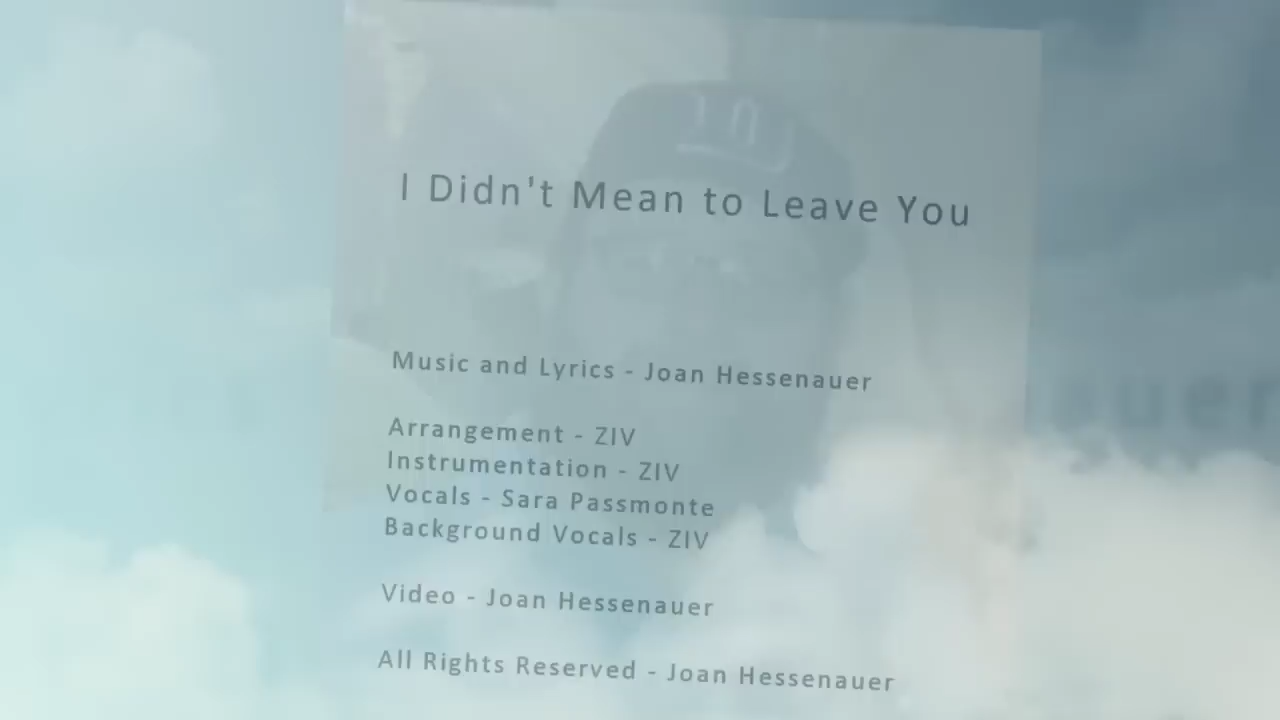 I Didn't Mean to Leave You
Music and Lyrics - Joan Hessenauer
Arrangement - ZIV
Instrumentation - ZIV
Vocals - Sara Passmonte
Background Vocals - ZIV
Video - Joan Hessenauer
All Rights Reserved - Joan Hessenauer